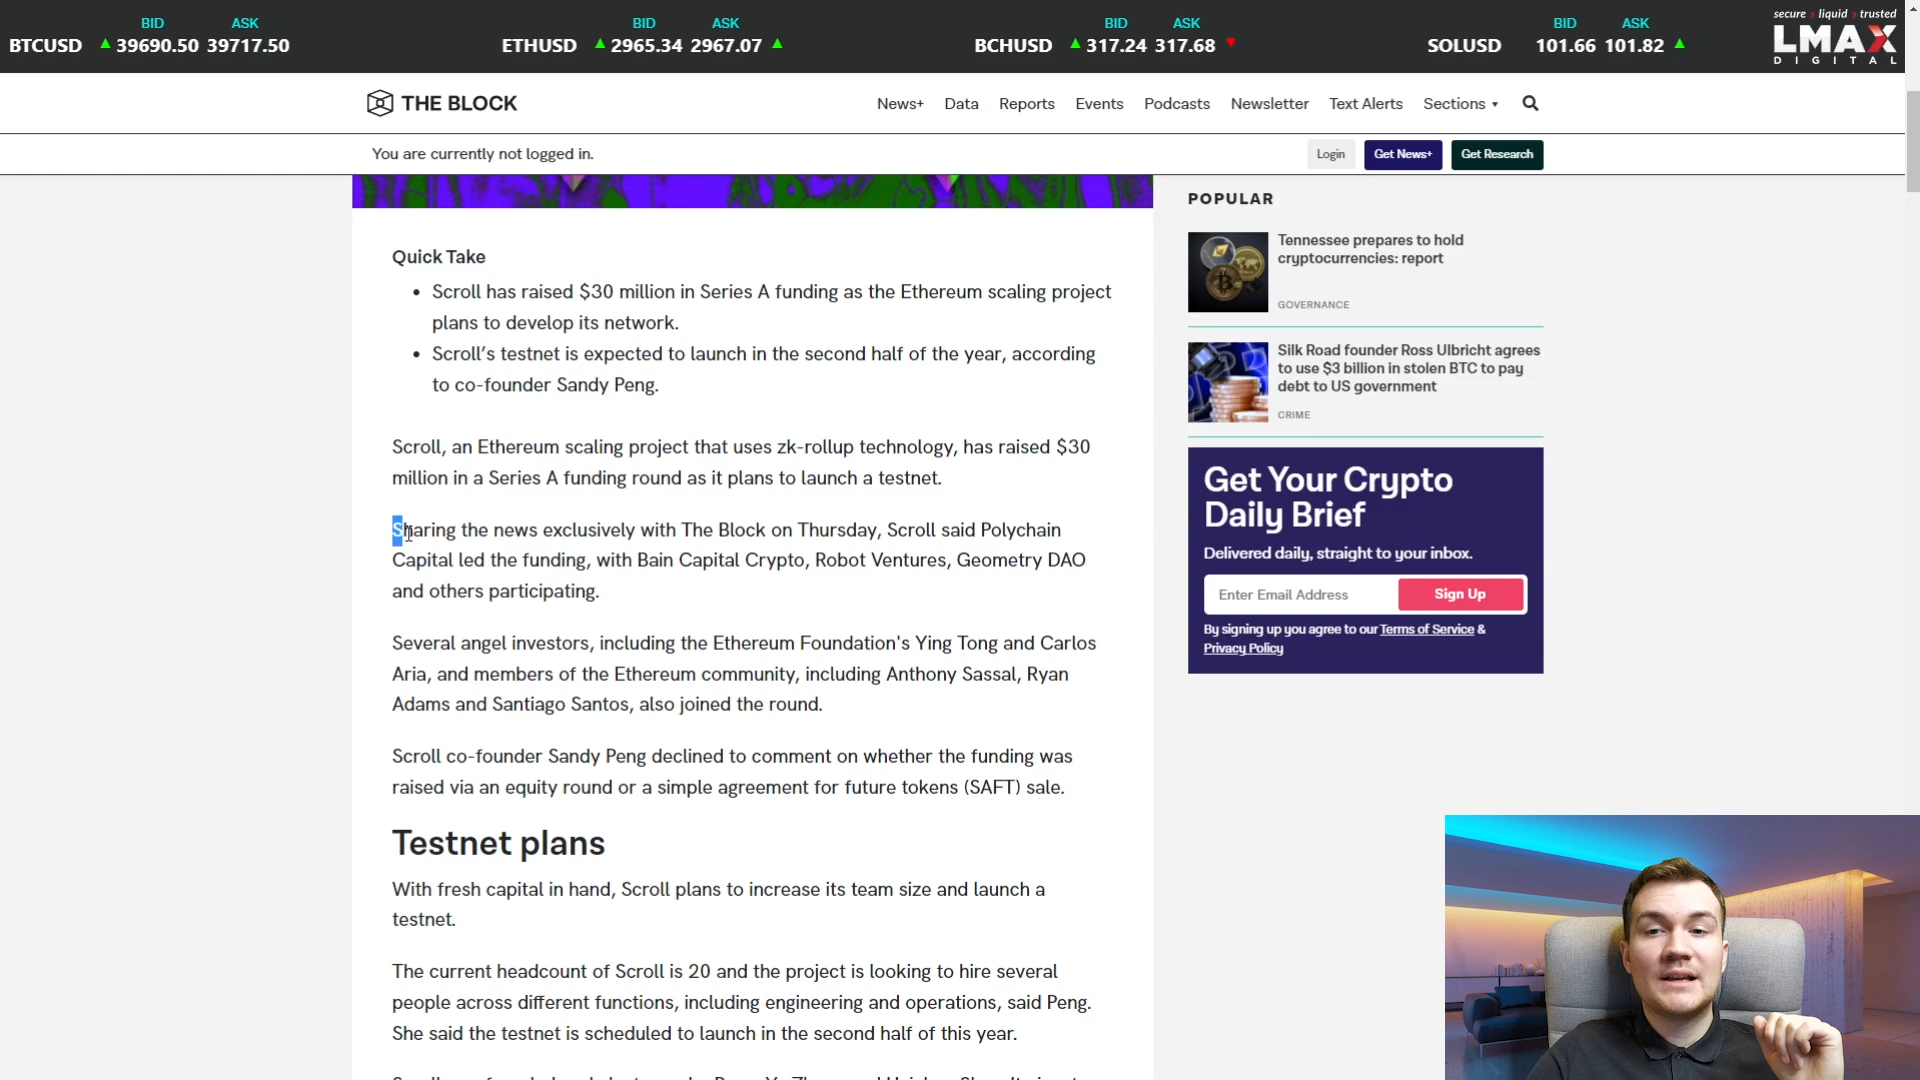 BID ASK
BTCUSD 39690.50 39717.50
BID ASK
ETHUSD 2965.34 2967.07
BID ASK
BCHUSD 317.24 317.68
BID ASK
SOLUSD 101.66 101.82
secure › liquid › trusted
LMAX
DIGITAL
THE BLOCK
News+ Data Reports Events Podcasts Newsletter Text Alerts Sections
You are currently not logged in.
Login Get News+ Get Research
Quick Take
• Scroll has raised $30 million in Series A funding as the Ethereum scaling project
plans to develop its network.
• Scroll’s testnet is expected to launch in the second half of the year, according
to co-founder Sandy Peng.
Scroll, an Ethereum scaling project that uses zk-rollup technology, has raised $30
million in a Series A funding round as it plans to launch a testnet.
Sharing the news exclusively with The Block on Thursday, Scroll said Polychain
Capital led the funding, with Bain Capital Crypto, Robot Ventures, Geometry DAO
and others participating.
Several angel investors, including the Ethereum Foundation's Ying Tong and Carlos
Aria, and members of the Ethereum community, including Anthony Sassal, Ryan
Adams and Santiago Santos, also joined the round.
Scroll co-founder Sandy Peng declined to comment on whether the funding was
raised via an equity round or a simple agreement for future tokens (SAFT) sale.
Testnet plans
With fresh capital in hand, Scroll plans to increase its team size and launch a
testnet.
The current headcount of Scroll is 20 and the project is looking to hire several
people across different functions, including engineering and operations, said Peng.
She said the testnet is scheduled to launch in the second half of this year.
POPULAR
Tennessee prepares to hold
cryptocurrencies: report
GOVERNANCE
Silk Road founder Ross Ulbricht agrees
to use $3 billion in stolen BTC to pay
debt to US government
CRIME
Get Your Crypto
Daily Brief
Delivered daily, straight to your inbox.
Enter Email Address Sign Up
By signing up you agree to our Terms of Service &
Privacy Policy